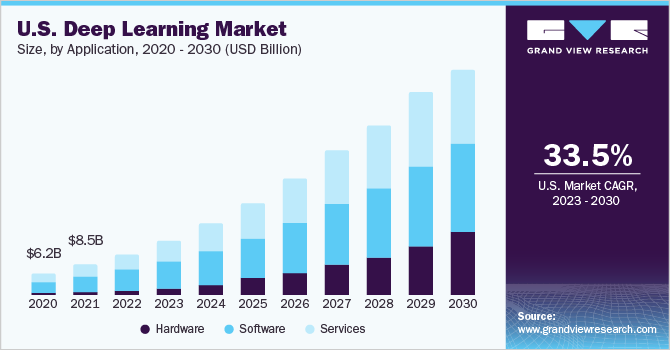 U.S. Deep Learning Market
Size, by Application, 2020 - 2030 (USD Billion)
$6.2B
$8.5B
2020 2021 2022 2023 2024 2025 2026 2027 2028 2029 2030
Hardware Software Services
GRAND VIEW RESEARCH
33.5%
U.S. Market CAGR,
2023 - 2030
Source:
www.grandviewresearch.com